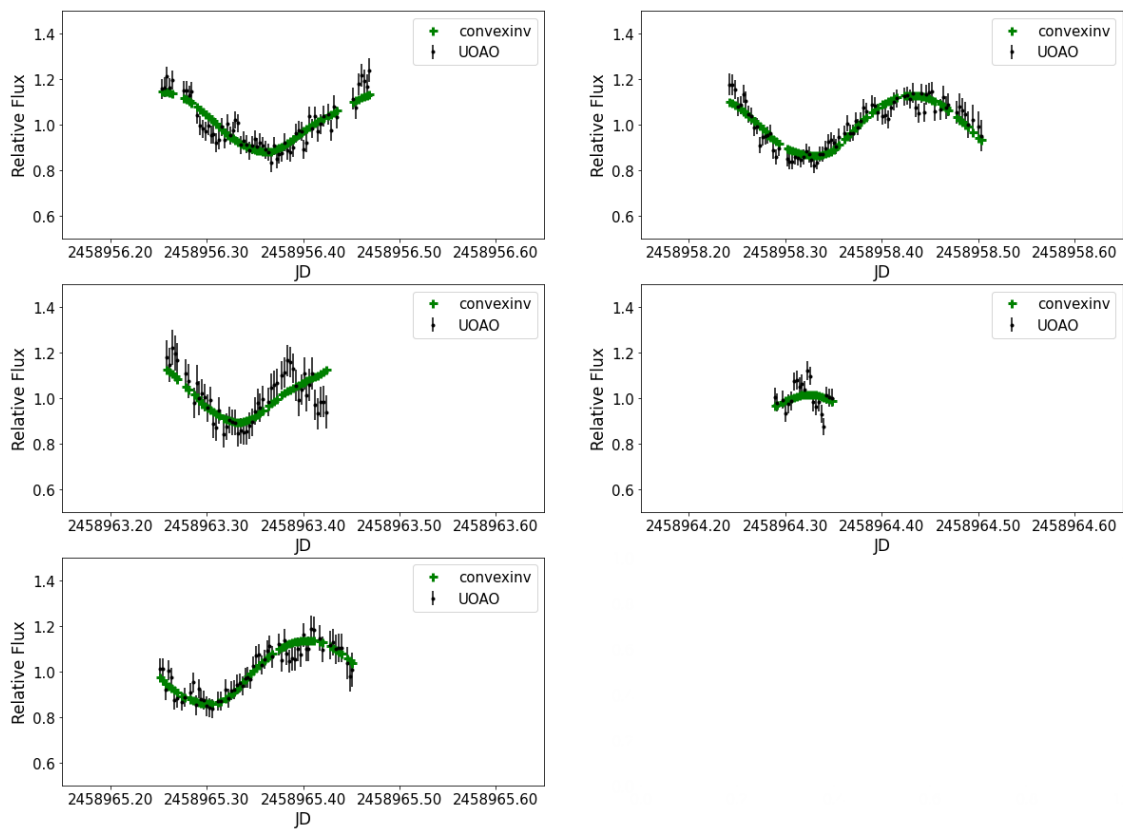 1.4
1.2
1.0
0.8
0.6
Relative Flux
convexinv
UOAO
2458956.20 2458956.30 2458956.40 2458956.50 2458956.60
JD
1.4
1.2
1.0
0.8
0.6
Relative Flux
convexinv
UOAO
2458958.20 2458958.30 2458958.40 2458958.50 2458958.60
JD
1.4
1.2
1.0
0.8
0.6
Relative Flux
convexinv
UOAO
2458963.20 2458963.30 2458963.40 2458963.50 2458963.60
JD
1.4
1.2
1.0
0.8
0.6
Relative Flux
convexinv
UOAO
2458964.20 2458964.30 2458964.40 2458964.50 2458964.60
JD
1.4
1.2
1.0
0.8
0.6
Relative Flux
convexinv
UOAO
2458965.20 2458965.30 2458965.40 2458965.50 2458965.60
JD